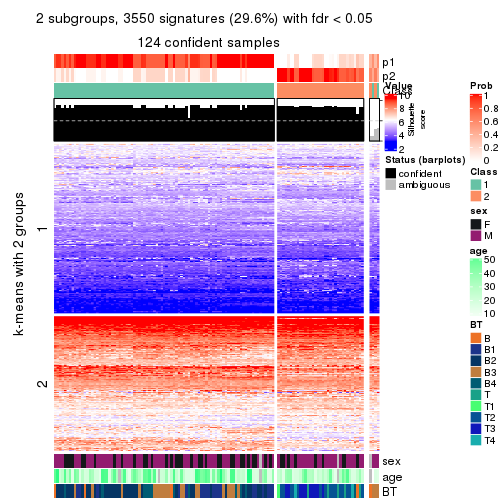 2 subgroups, 3550 signatures (29.6%) with fdr < 0.05
124 confident samples
p1
p2
Class
Silhouette
score
k-means with 2 groups
1
2
sex
age
BT
Value
10
8
6
4
2
Status (barplots)
confident
ambiguous
Prob
1
0.8
0.6
0.4
0.2
0
Class
1
2
sex
F
M
age
50
40
30
20
10
BT
B
B1
B2
B3
B4
T
T1
T2
T3
T4